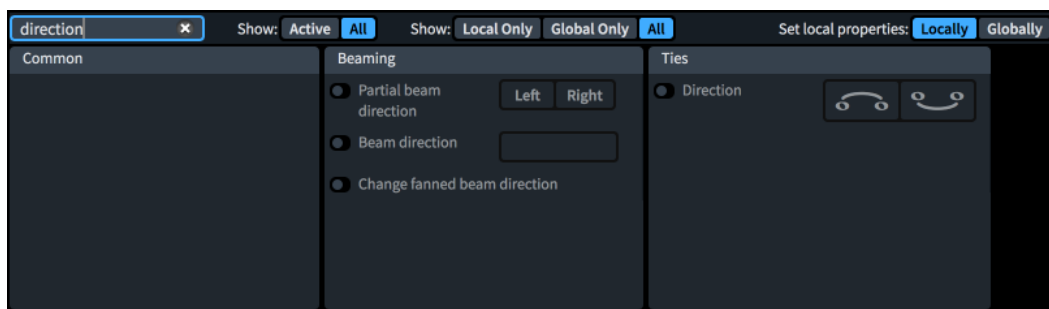 direction Show: Active All Show: Local Only Global Only All Set local properties: Locally Globally
Common
Beaming
Partial beam
direction
Left Right
Beam direction
Change fanned beam direction
Ties
Direction